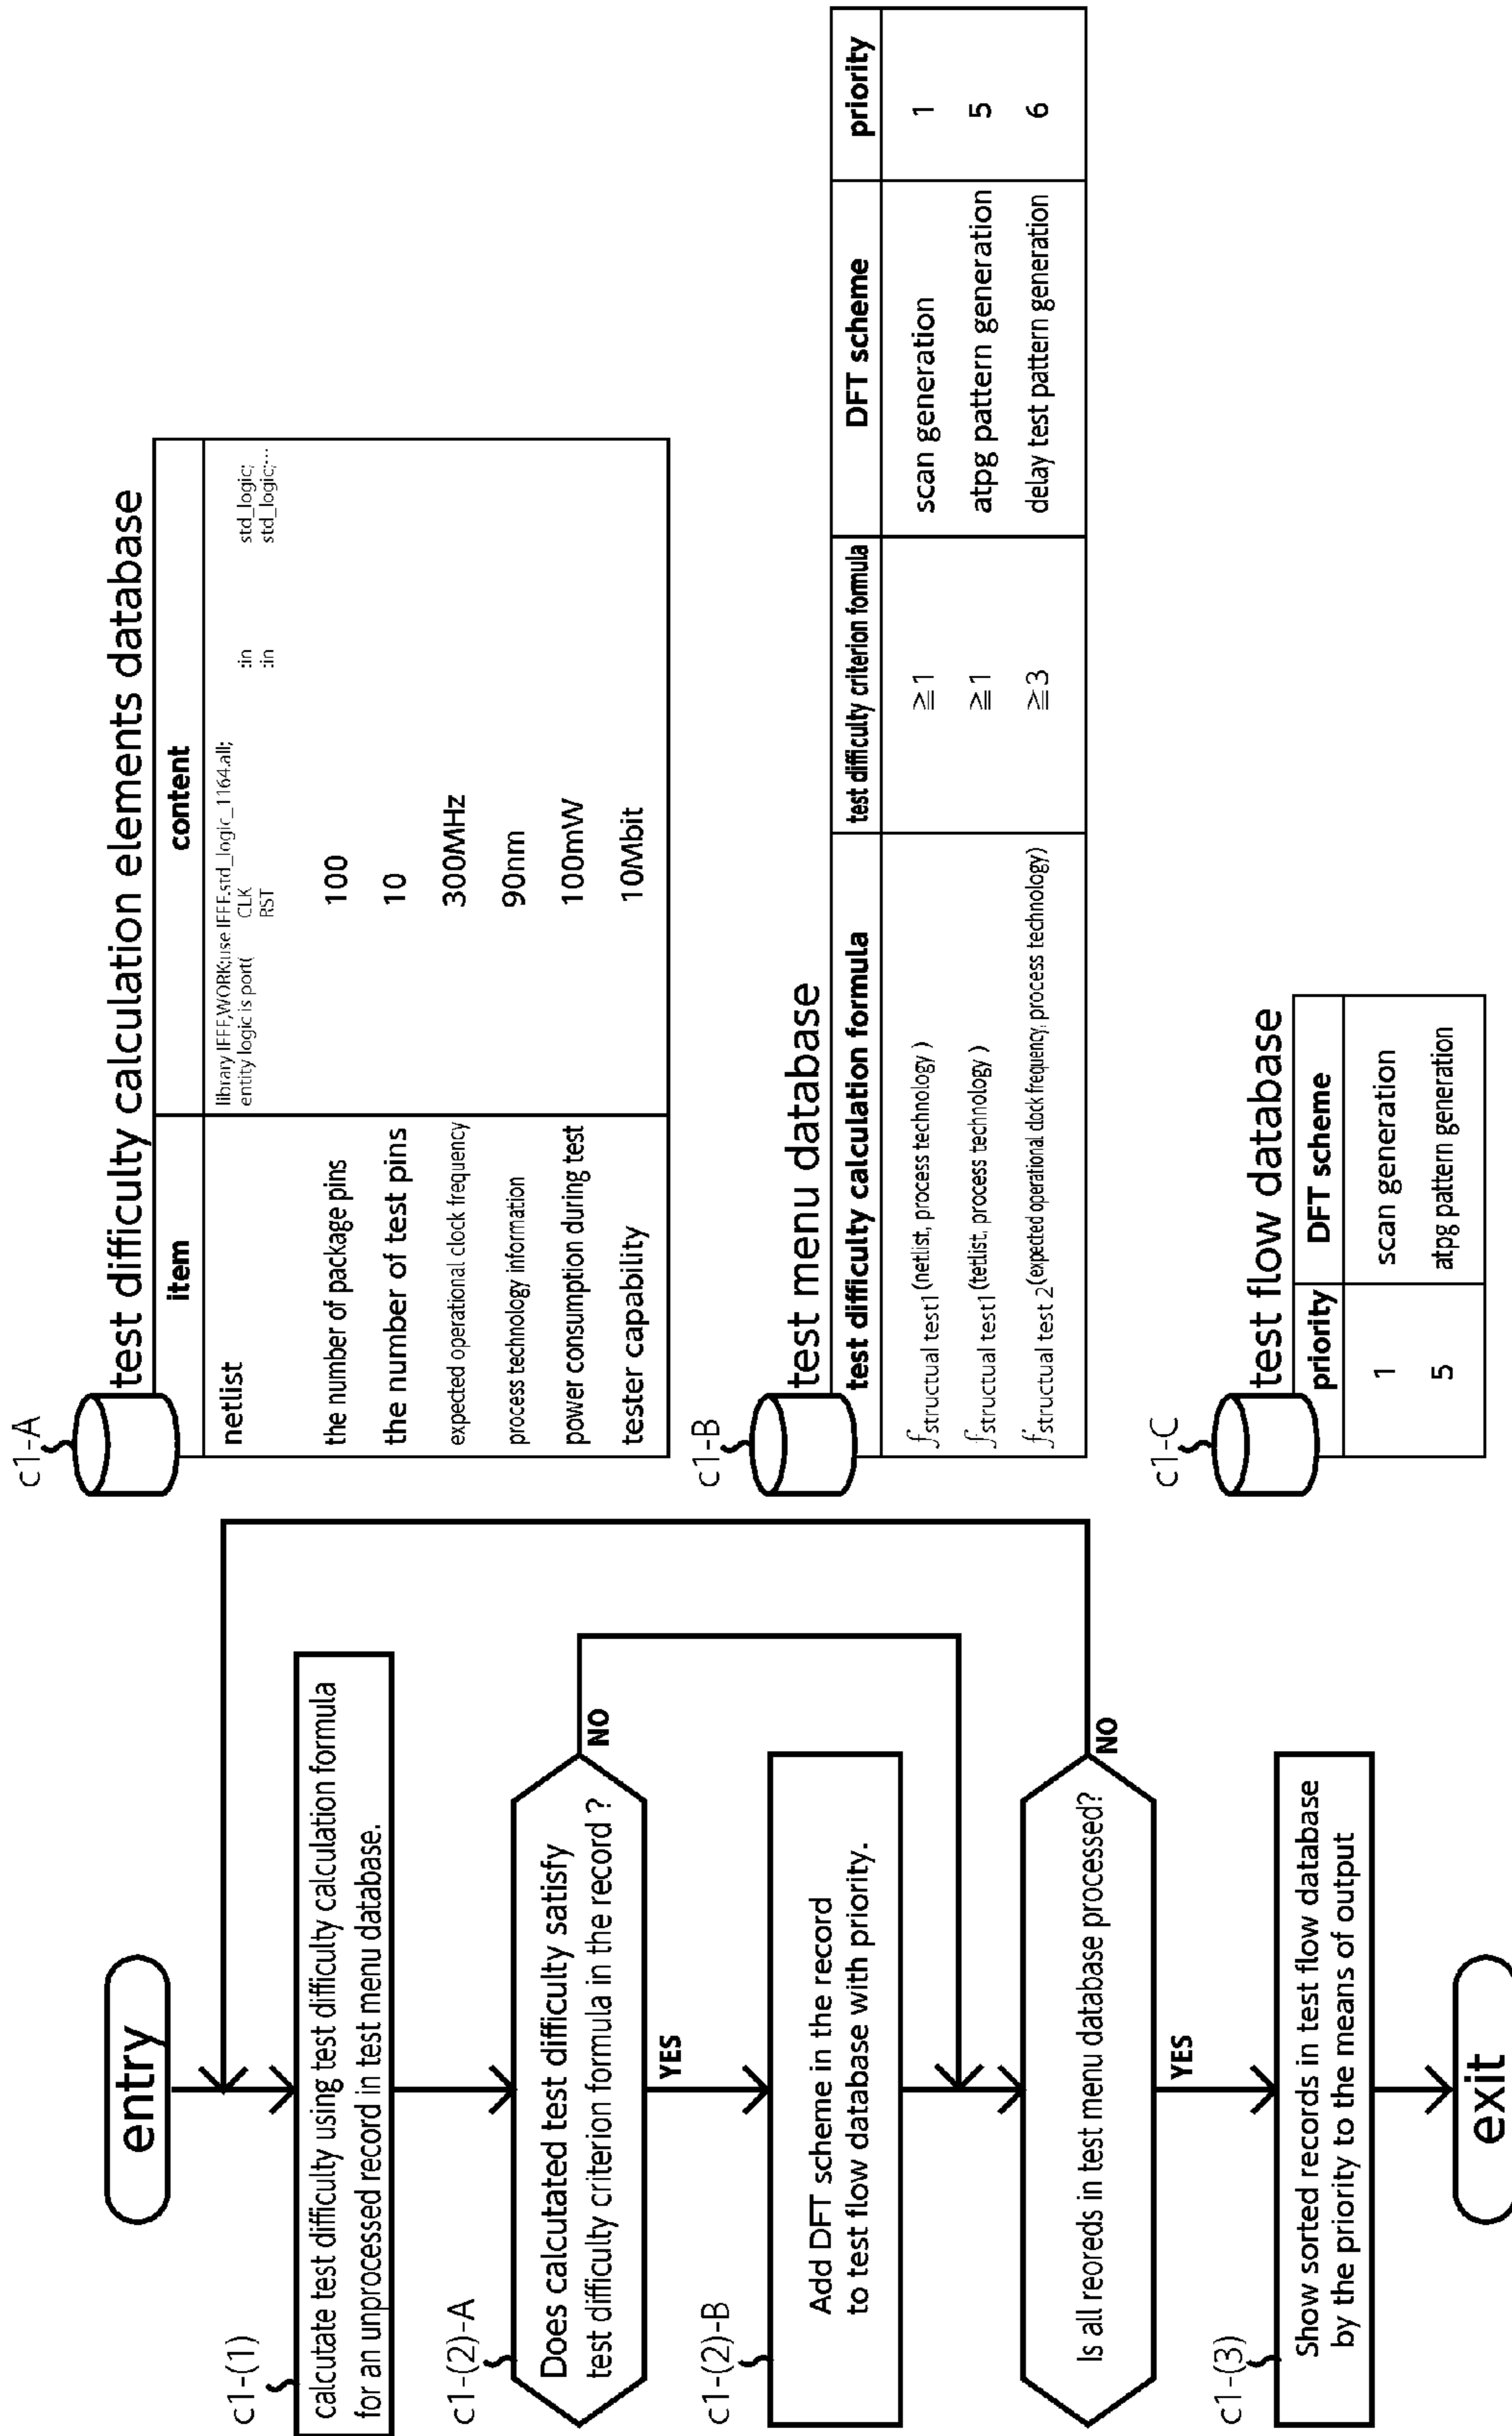 entry
c1-(1)
calcutate test difficulty using test difficulty calculation formula
for an unprocessed record in test menu database.
c1-(2)-A
Does calcutated test difficulty satisfy
test difficulty criterion formula in the record ?
NO
YES
c1-(2)-B
Add DFT scheme in the record
to test flow database with priority.
Is all reoreds in test menu database processed?
NO
YES
c1-(3)
Show sorted records in test flow database
by the priority to the means of output
exit
c1-A
test difficulty calculation elements database
item content
netlist
library IFFF,WORK;use IFFF.std_logic_1164.all;
entity logic is port( CLK :in std_logic;
RST :in std_logic;···
the number of package pins 100
the number of test pins 10
expected operational clock frequency 300MHz
process technology information 90nm
power consumption during test 100mW
tester capability 10Mbit
c1-B
test menu database
test difficulty calculation formula test difficulty criterion formula DFT scheme priority
fstructual test1 (netlist, process technology ) ≧1 scan generation 1
fstructual test1 (tetlist, process technology ) ≧1 atpg pattern generation 5
fstructual test 2 (expected operational clock frequency, process technology) ≧3 delay test pattern generation 6
c1-C
test flow database
priority DFT scheme
1 scan generation
5 atpg pattern generation